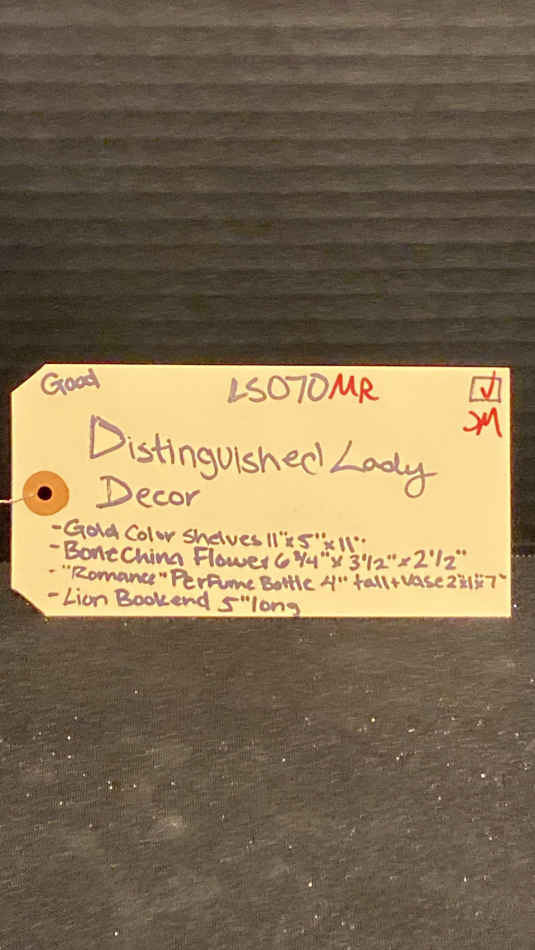 Good LS070MR
JM
Distinguished Lady
Decor
-Gold Color Shelves 11"x5"x11"
-Bone China Flower 6 3/4" x 3 1/2" x 2 1/2"
-"Romance" Perfume Bottle 4" tall + Vase 2"x1"x7"
-Lion Bookend 5" long